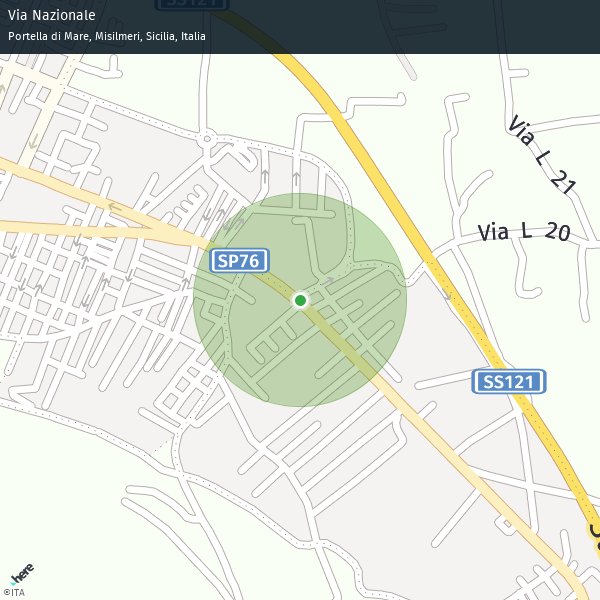 Via Nazionale
Portella di Mare, Misilmeri, Sicilia, Italia
SS121
Via L 21
Via L 20
SP76
SS121
here
©ITA